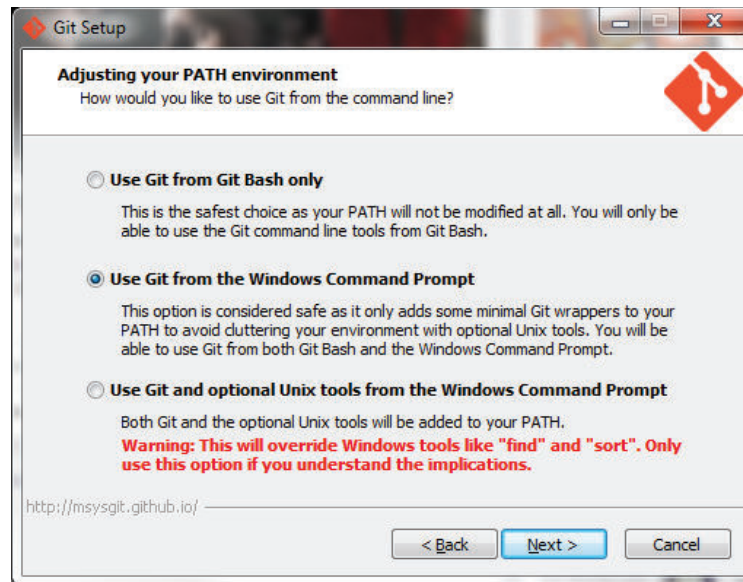 Git Setup
Adjusting your PATH environment
How would you like to use Git from the command line?
Use Git from Git Bash only
This is the safest choice as your PATH will not be modified at all. You will only be
able to use the Git command line tools from Git Bash.
Use Git from the Windows Command Prompt
This option is considered safe as it only adds some minimal Git wrappers to your
PATH to avoid cluttering your environment with optional Unix tools. You will be
able to use Git from both Git Bash and the Windows Command Prompt.
Use Git and optional Unix tools from the Windows Command Prompt
Both Git and the optional Unix tools will be added to your PATH.
Warning: This will override Windows tools like "find" and "sort". Only
use this option if you understand the implications.
http://msysgit.github.io/
< Back Next > Cancel